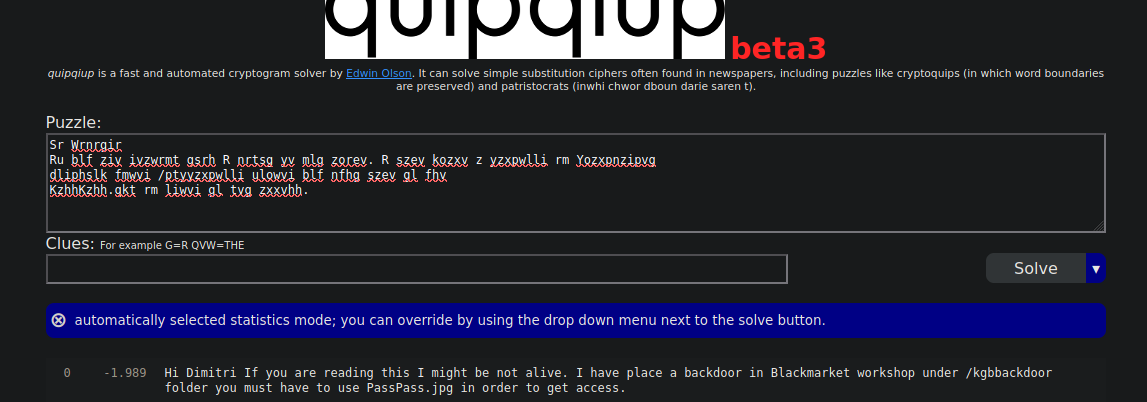 quipqiup beta3
quipqiup is a fast and automated cryptogram solver by Edwin Olson. It can solve simple substitution ciphers often found in newspapers, including puzzles like cryptoquips (in which word boundaries
are preserved) and patristocrats (inwhi chwor dboun darie saren t).
Puzzle:
Sr Wrnrgir
Ru blf ziv ivzwrmt gsrh R nrtsg yv mlg zorev. R szev kozxv z yzxpwlli rm Yozxpnzipvg
dliphslk fmwvi /ptyyzxpwlli ulowvi blf nfhg szev gl fhv
KzhhKzhh.qkt rm liwvi gl tvg zxxvhh.
Clues: For example G=R QVW=THE
Solve ▼
⊗ automatically selected statistics mode; you can override by using the drop down menu next to the solve button.
0 -1.989 Hi Dimitri If you are reading this I might be not alive. I have place a backdoor in Blackmarket workshop under /kgbbackdoor
folder you must have to use PassPass.jpg in order to get access.